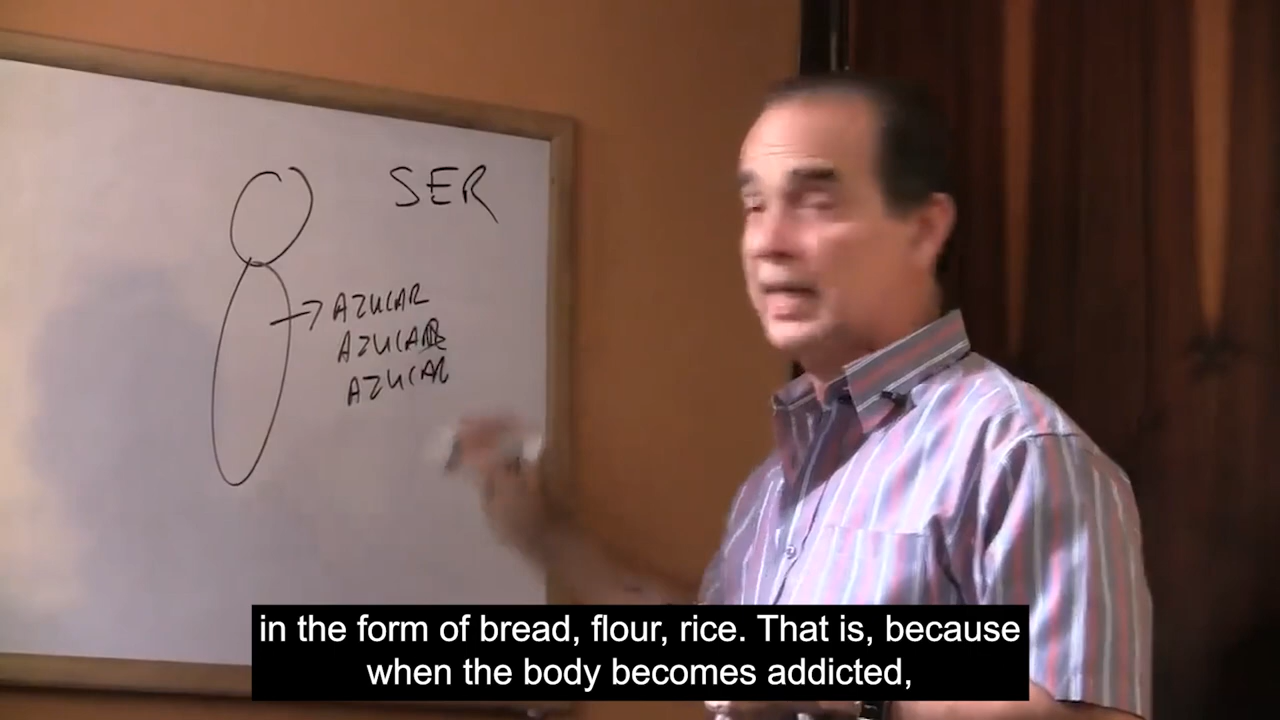 SER
AZUCAR
AZUCAR
AZUCAR
in the form of bread, flour, rice. That is, because
when the body becomes addicted,